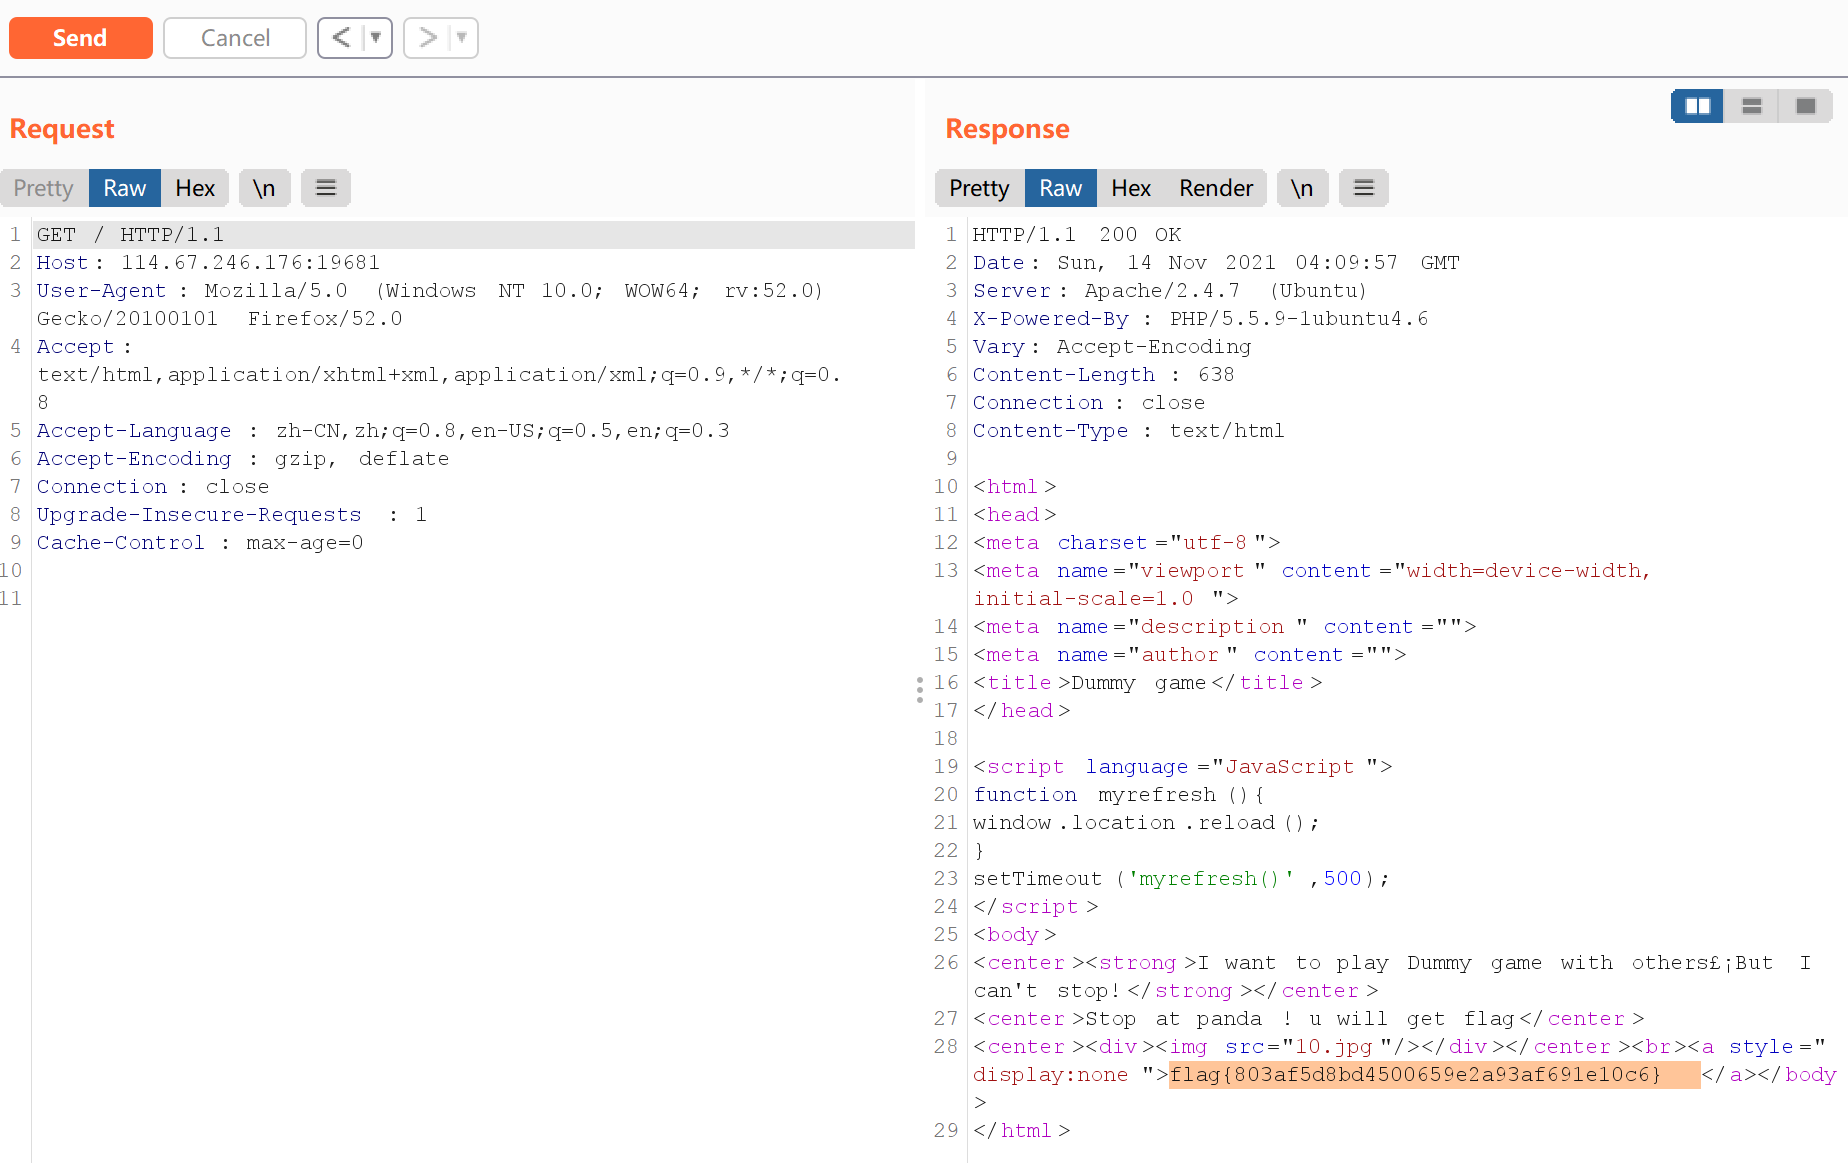 Send Cancel < ▼ > ▼
Request
Pretty Raw Hex \n ≡
1 GET / HTTP/1.1
2 Host: 114.67.246.176:19681
3 User-Agent : Mozilla/5.0 (Windows NT 10.0; WOW64; rv:52.0)
Gecko/20100101 Firefox/52.0
4 Accept :
text/html,application/xhtml+xml,application/xml;q=0.9,*/*;q=0.
8
5 Accept-Language : zh-CN,zh;q=0.8,en-US;q=0.5,en;q=0.3
6 Accept-Encoding : gzip, deflate
7 Connection : close
8 Upgrade-Insecure-Requests : 1
9 Cache-Control : max-age=0
10
11
Response
Pretty Raw Hex Render \n ≡
1 HTTP/1.1 200 OK
2 Date: Sun, 14 Nov 2021 04:09:57 GMT
3 Server: Apache/2.4.7 (Ubuntu)
4 X-Powered-By : PHP/5.5.9-1ubuntu4.6
5 Vary: Accept-Encoding
6 Content-Length : 638
7 Connection : close
8 Content-Type : text/html
9
10 <html>
11 <head>
12 <meta charset="utf-8">
13 <meta name="viewport" content="width=device-width,
initial-scale=1.0 ">
14 <meta name="description " content="">
15 <meta name="author" content="">
16 <title>Dummy game</title>
17 </head>
18
19 <script language="JavaScript ">
20 function myrefresh (){
21 window.location.reload();
22 }
23 setTimeout ('myrefresh()' ,500);
24 </script>
25 <body>
26 <center><strong>I want to play Dummy game with others£¡But I
can't stop!</strong></center>
27 <center>Stop at panda ! u will get flag</center>
28 <center><div><img src="10.jpg"/></div></center><br><a style="
display:none ">flag{803af5d8bd4500659e2a93af691e10c6} </a></body
>
29 </html>